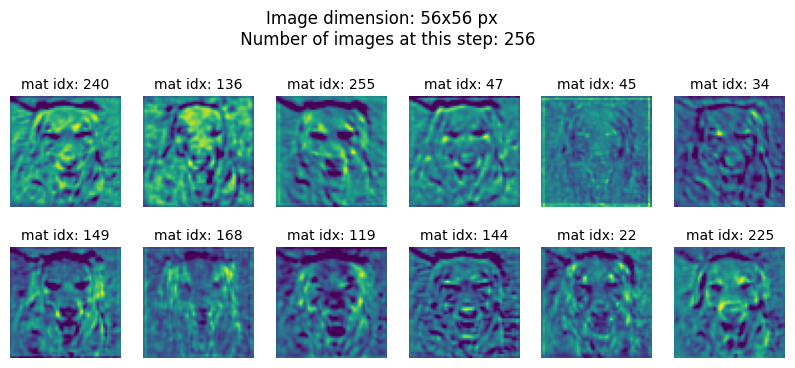 Image dimension: 56x56 px
Number of images at this step: 256
mat idx: 240
mat idx: 136
mat idx: 255
mat idx: 47
mat idx: 45
mat idx: 34
mat idx: 149
mat idx: 168
mat idx: 119
mat idx: 144
mat idx: 22
mat idx: 225